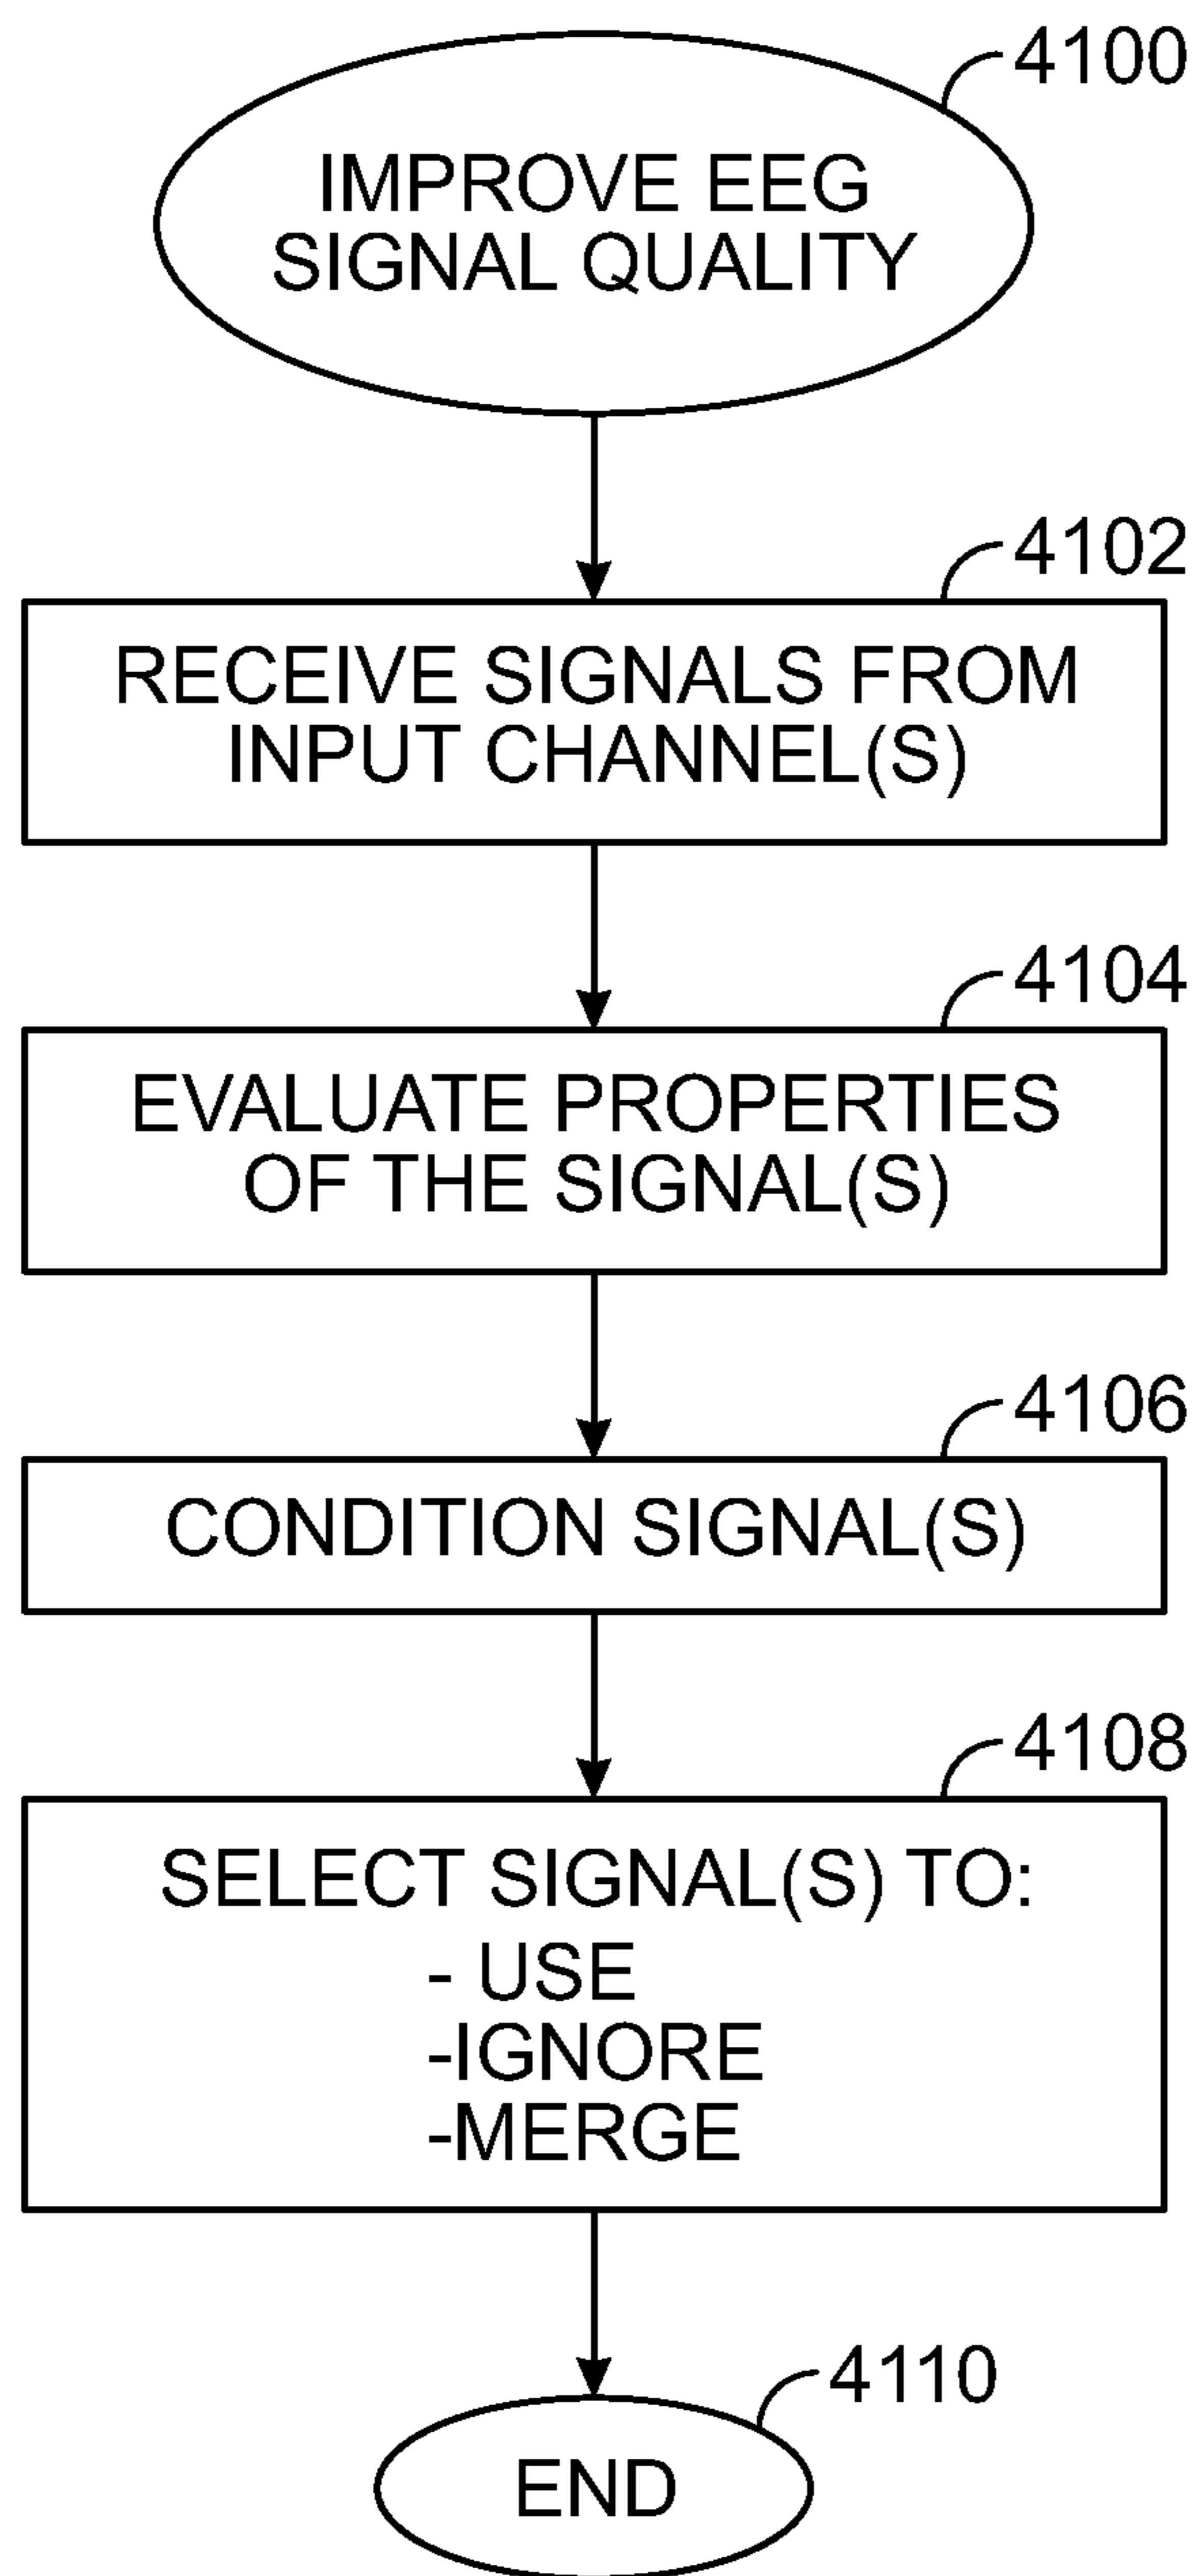 4100
IMPROVE EEG
SIGNAL QUALITY
4102
RECEIVE SIGNALS FROM
INPUT CHANNEL(S)
4104
EVALUATE PROPERTIES
OF THE SIGNAL(S)
4106
CONDITION SIGNAL(S)
4108
SELECT SIGNAL(S) TO:
- USE
-IGNORE
-MERGE
4110
END